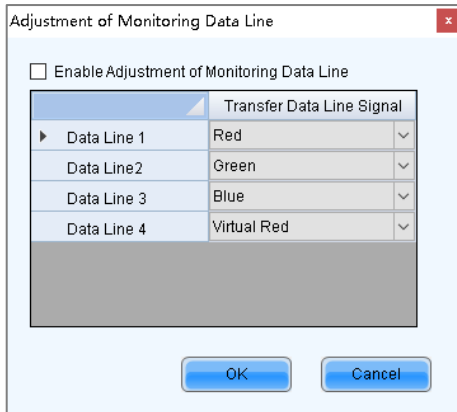 Adjustment of Monitoring Data Line
x
Enable Adjustment of Monitoring Data Line
Transfer Data Line Signal
Data Line 1 Red
Data Line2 Green
Data Line 3 Blue
Data Line 4 Virtual Red
OK Cancel